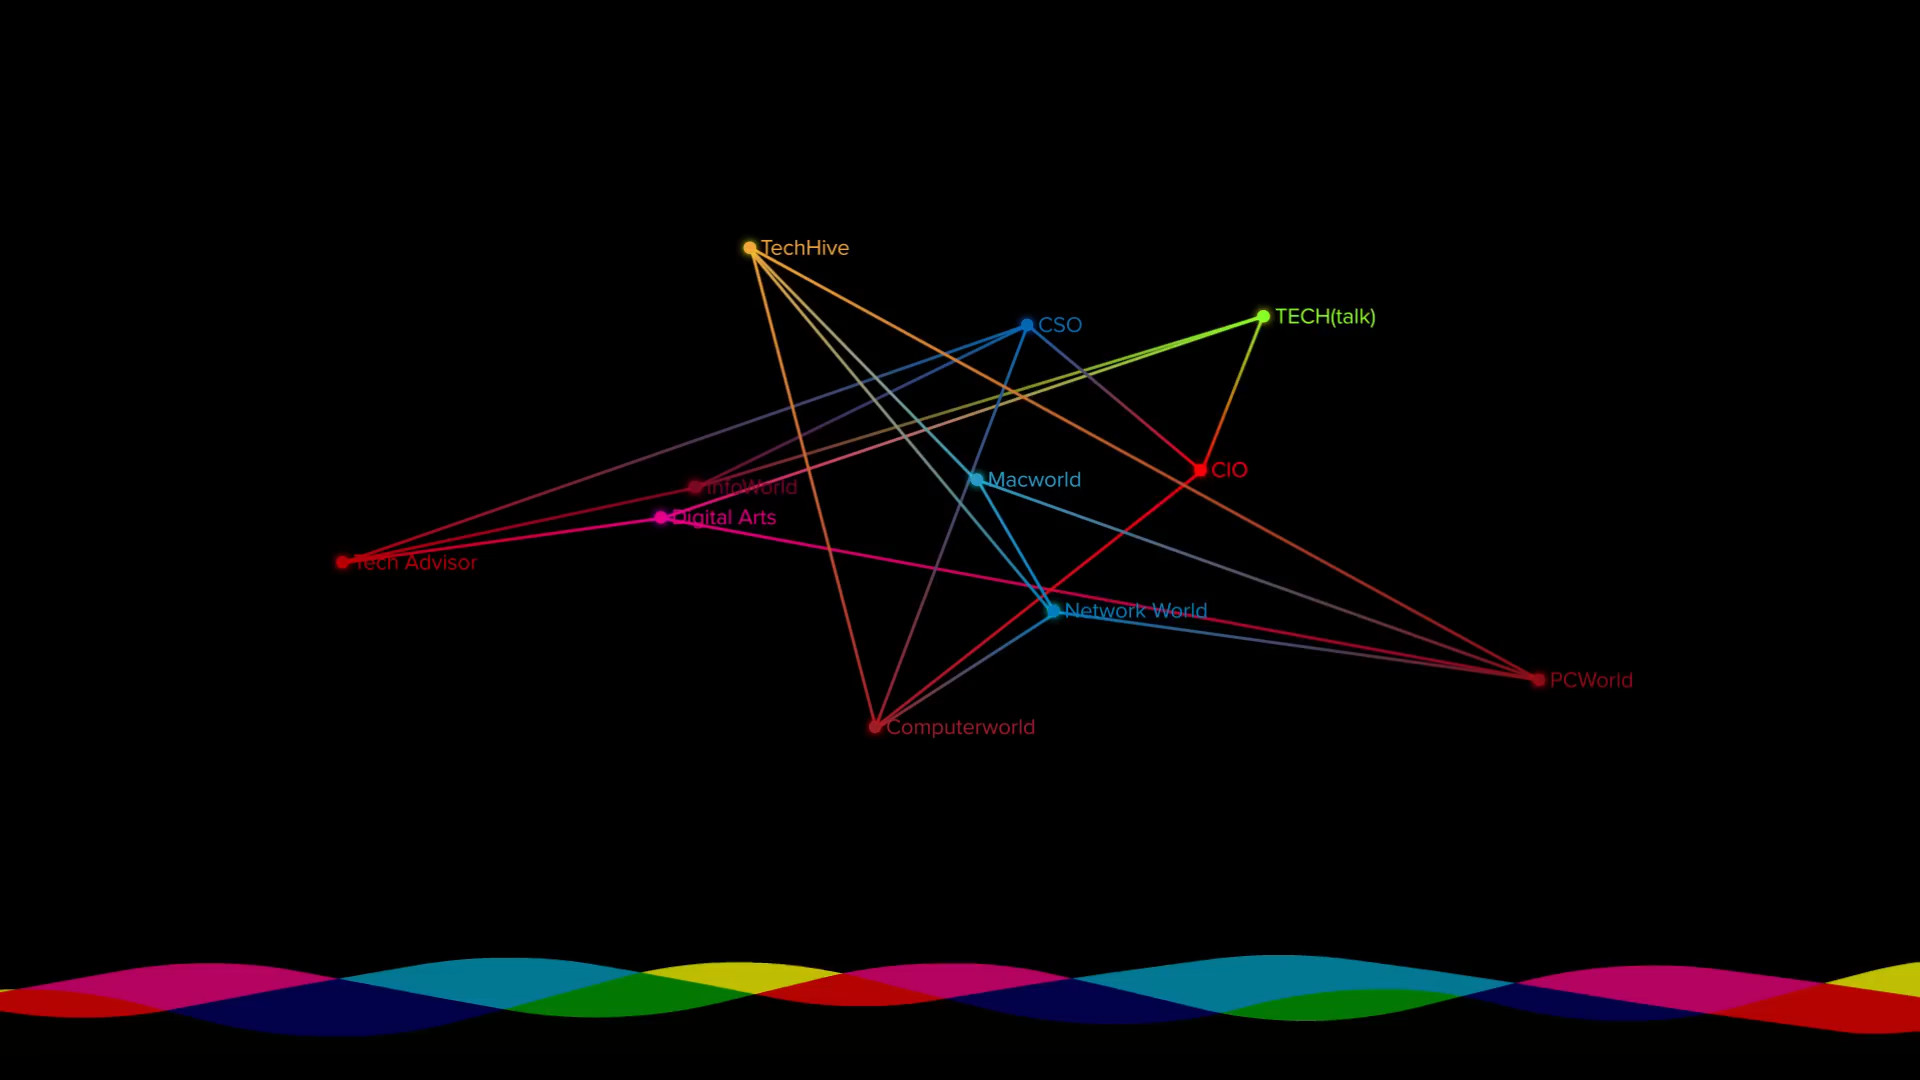 TechHive
TECH(talk)
CSO
CIO
Macworld
InfoWorld
Digital Arts
Tech Advisor
Network World
PCWorld
Computerworld